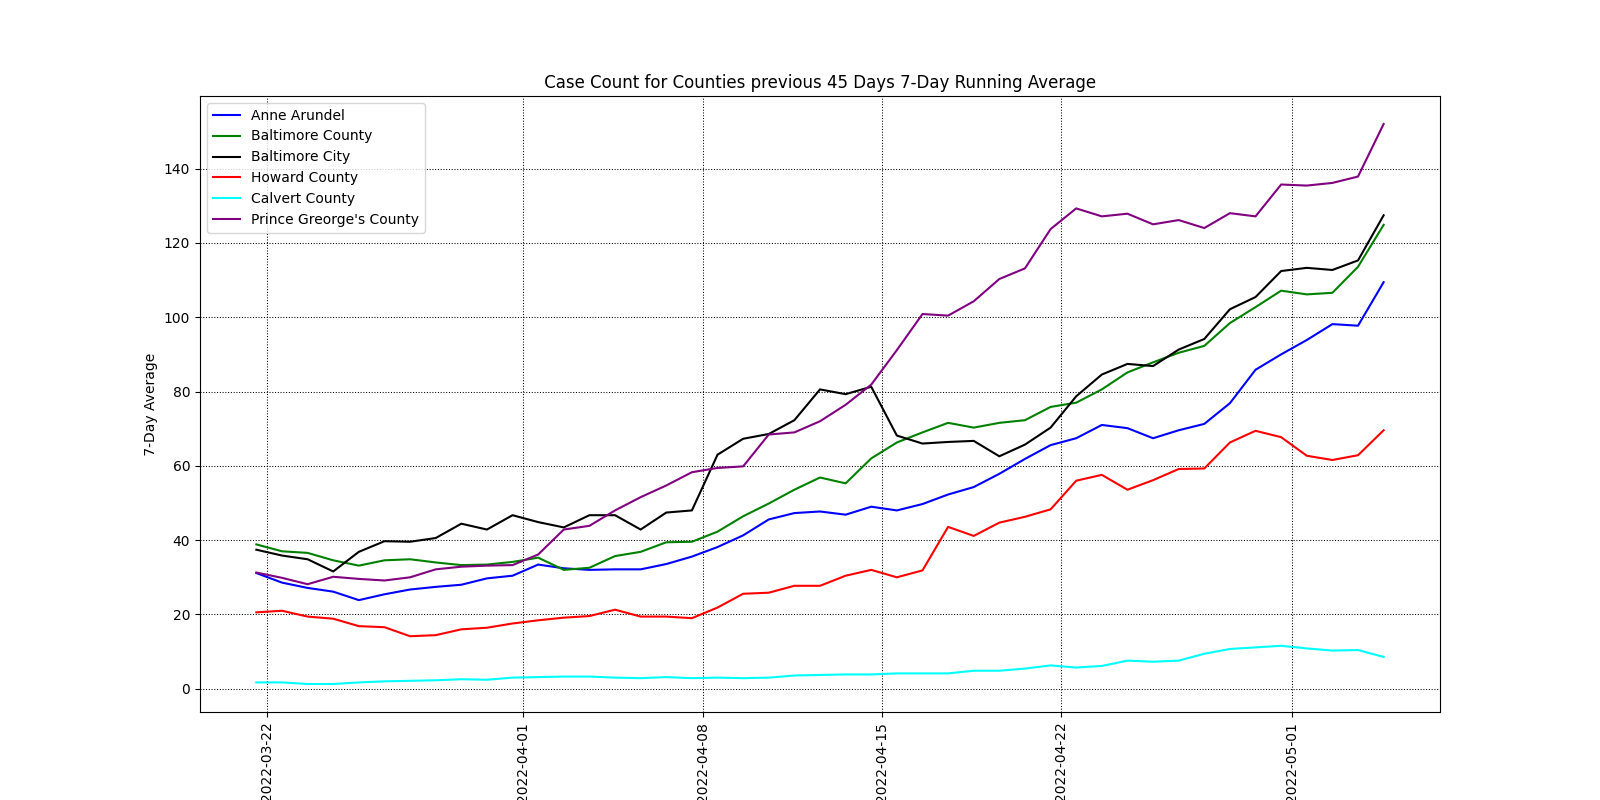 Case Count for Counties previous 45 Days 7-Day Running Average
Anne Arundel
Baltimore County
Baltimore City
Howard County
Calvert County
Prince Greorge's County
7-Day Average
140
120
100
80
60
40
20
0
2022-03-22
2022-04-01
2022-04-08
2022-04-15
2022-04-22
2022-05-01